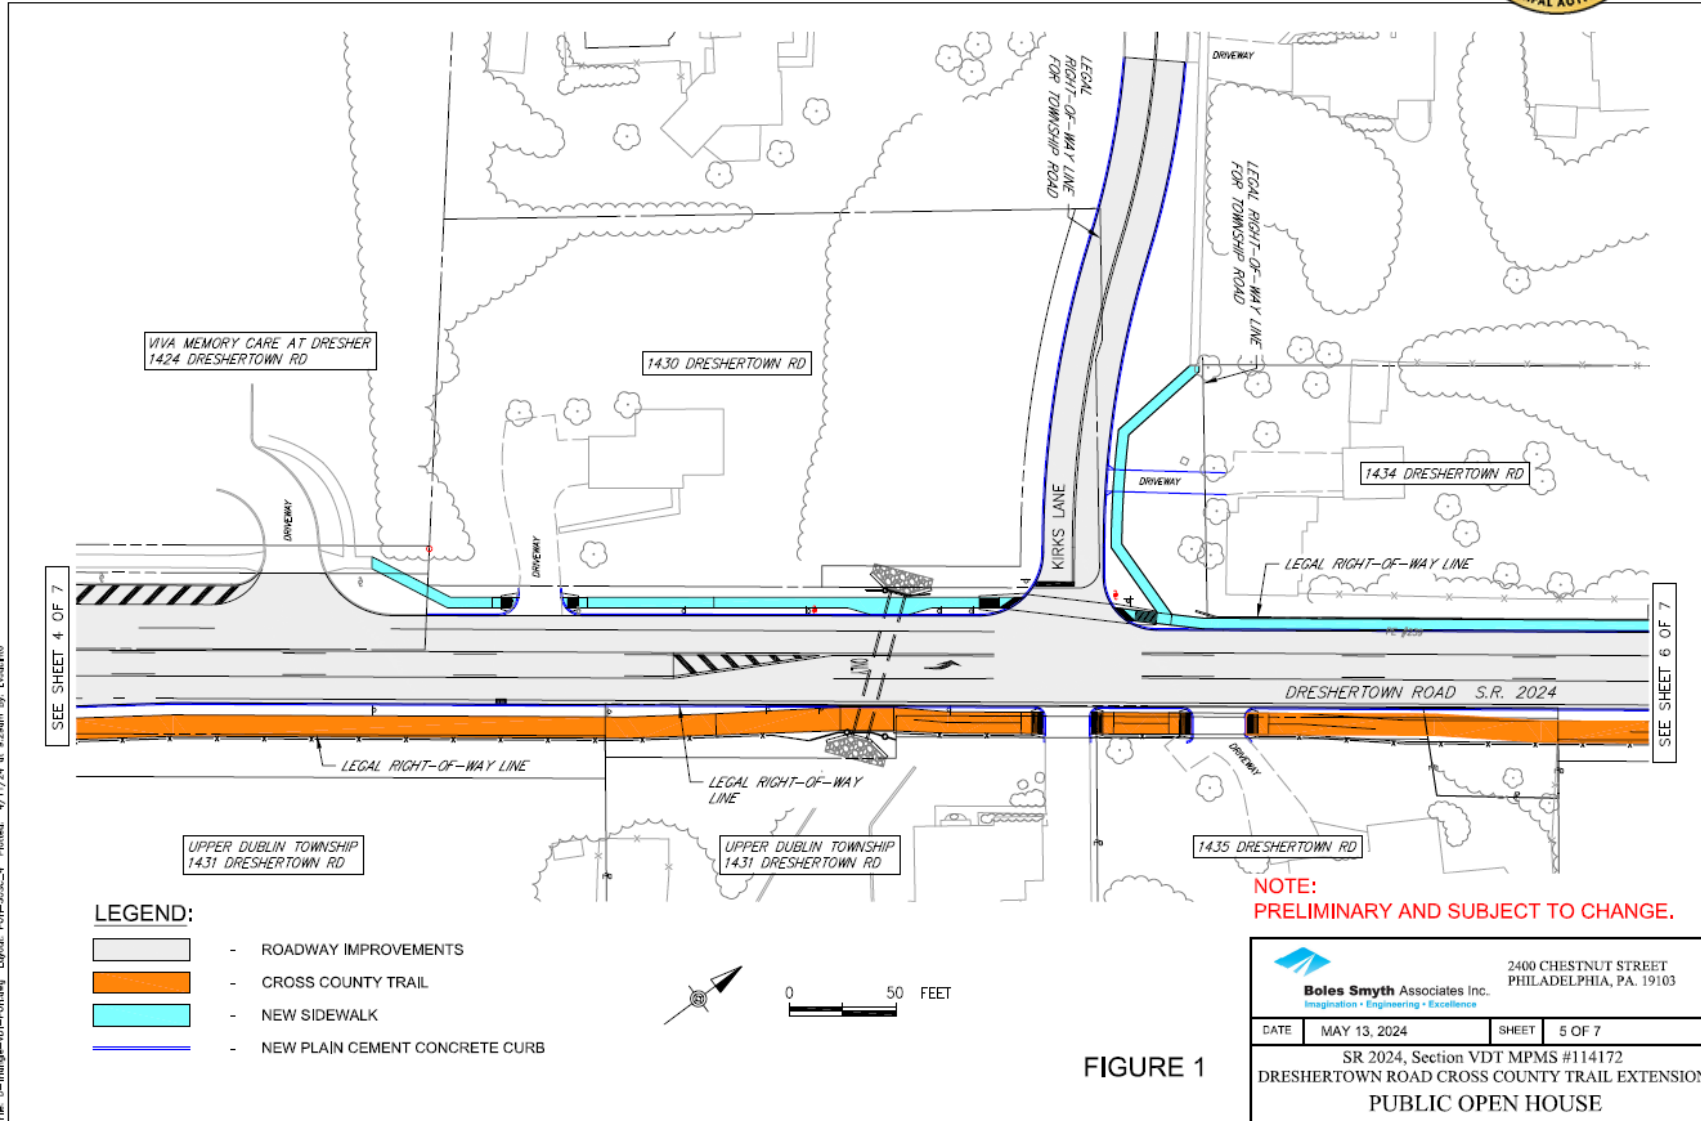 PAL AUT
DRIVEWAY
LEGAL
RIGHT-OF-WAY LINE
FOR TOWNSHIP ROAD
LEGAL RIGHT-OF-WAY LINE
FOR TOWNSHIP ROAD
VIVA MEMORY CARE AT DRESHER
1424 DRESHERTOWN RD
1430 DRESHERTOWN RD
1434 DRESHERTOWN RD
DRIVEWAY
DRIVEWAY
DRIVEWAY
KIRKS LANE
LEGAL RIGHT-OF-WAY LINE
SEE SHEET 4 OF 7
SEE SHEET 6 OF 7
ONLY
DRESHERTOWN ROAD S.R. 2024
LEGAL RIGHT-OF-WAY LINE
LEGAL RIGHT-OF-WAY
LINE
DRIVEWAY
UPPER DUBLIN TOWNSHIP
1431 DRESHERTOWN RD
UPPER DUBLIN TOWNSHIP
1431 DRESHERTOWN RD
1435 DRESHERTOWN RD
NOTE:
PRELIMINARY AND SUBJECT TO CHANGE.
LEGEND:
- ROADWAY IMPROVEMENTS
- CROSS COUNTY TRAIL
- NEW SIDEWALK
- NEW PLAIN CEMENT CONCRETE CURB
0 50 FEET
FIGURE 1
Boles Smyth Associates Inc.
Imagination • Engineering • Excellence
2400 CHESTNUT STREET
PHILADELPHIA, PA. 19103
DATE MAY 13, 2024 SHEET 5 OF 7
SR 2024, Section VDT MPMS #114172
DRESHERTOWN ROAD CROSS COUNTY TRAIL EXTENSION
PUBLIC OPEN HOUSE